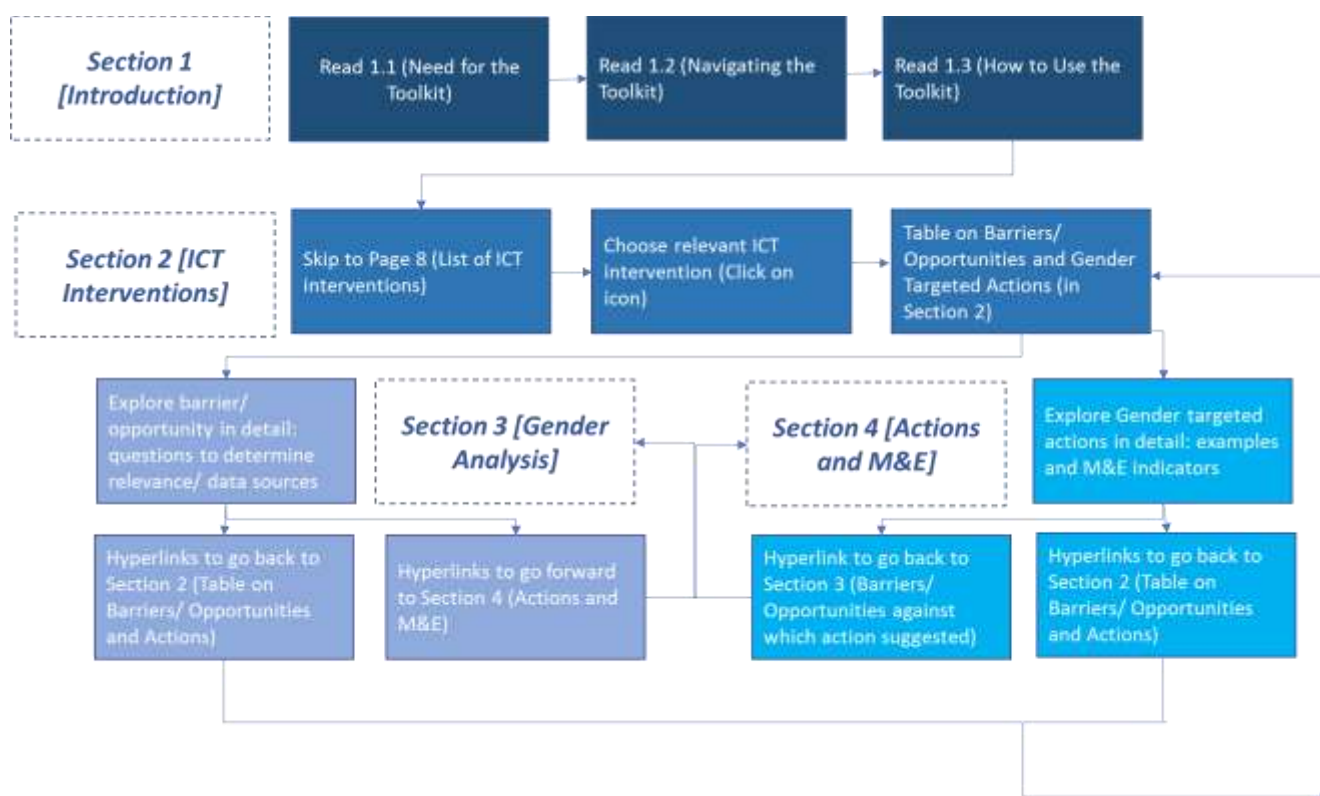 Section 1
[Introduction]
Read 1.1 (Need for the
Toolkit)
Read 1.2 (Navigating the
Toolkit)
Read 1.3 (How to Use the
Toolkit)
Section 2 [ICT
Interventions]
Skip to Page 8 (List of ICT
interventions)
Choose relevant ICT
intervention (Click on
icon)
Table on Barriers/
Opportunities and Gender
Targeted Actions (in
Section 2)
Explore barrier/
opportunity in detail:
questions to determine
relevance/ data sources
Section 3 [Gender
Analysis]
Section 4 [Actions
and M&E]
Explore Gender targeted
actions in detail: examples
and M&E indicators
Hyperlinks to go back to
Section 2 (Table on
Barriers/ Opportunities
and Actions)
Hyperlinks to go forward
to Section 4 (Actions and
M&E)
Hyperlink to go back to
Section 3 (Barriers/
Opportunities against
which action suggested)
Hyperlinks to go back to
Section 2 (Table on
Barriers/ Opportunities
and Actions)